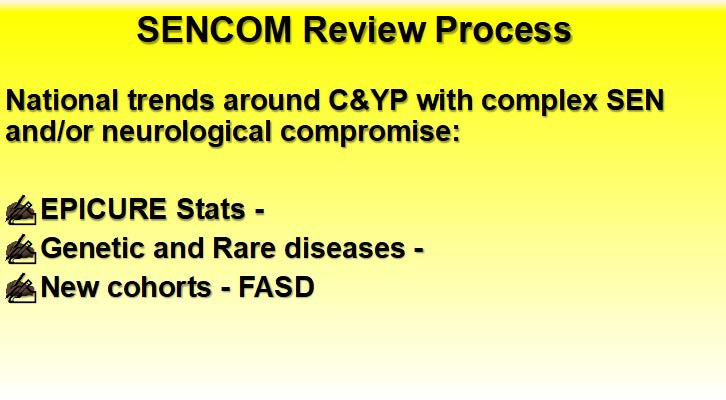 SENCOM Review Process
National trends around C&YP with complex SEN
and/or neurological compromise:
EPICURE Stats -
Genetic and Rare diseases -
New cohorts - FASD